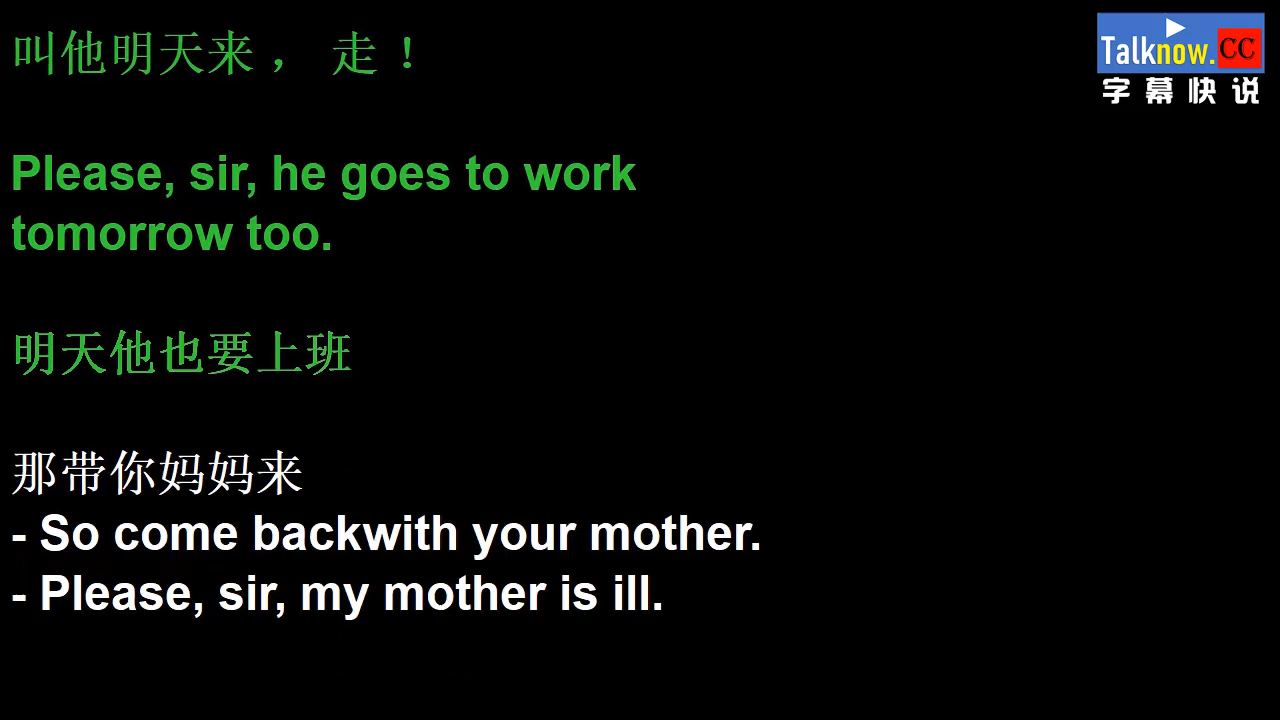 叫他明天来， 走！
Talknow.CC
字幕快说
Please, sir, he goes to work
tomorrow too.
明天他也要上班
那带你妈妈来
- So come backwith your mother.
- Please, sir, my mother is ill.